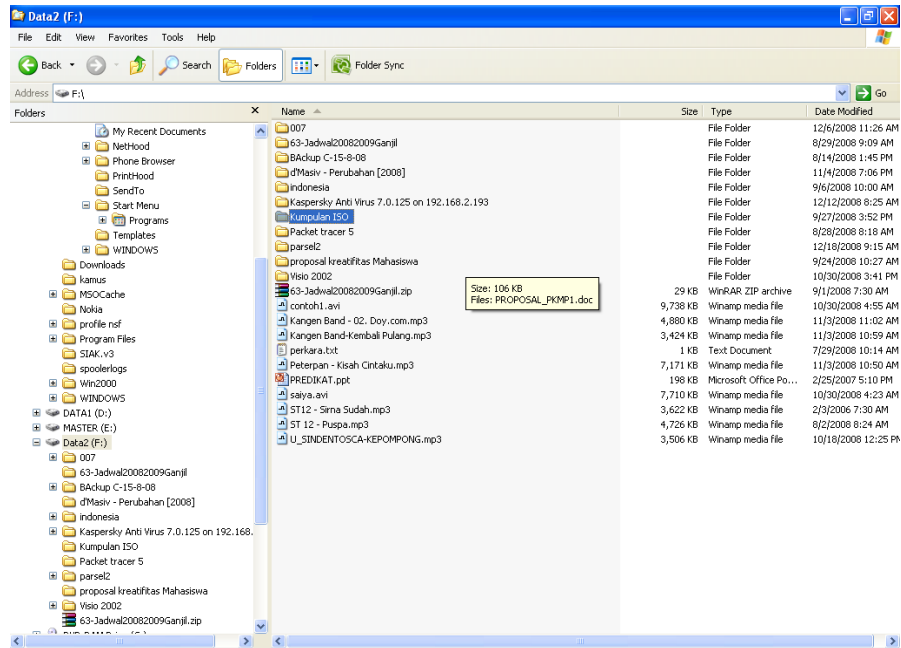 Data2 (F:)
File Edit View Favorites Tools Help
Back Search Folders Folder Sync
Address F:\ Go
Folders X
My Recent Documents
NetHood
Phone Browser
PrintHood
SendTo
Start Menu
Programs
Templates
WINDOWS
Downloads
kamus
MSOCache
Nokia
profile nsf
Program Files
SIAK.v3
spoolerlogs
Win2000
WINDOWS
DATA1 (D:)
MASTER (E:)
Data2 (F:)
007
63-Jadwal20082009Ganjil
BAckup C-15-8-08
d'Masiv - Perubahan [2008]
indonesia
Kaspersky Anti Virus 7.0.125 on 192.168.
Kumpulan ISO
Packet tracer 5
parsel2
proposal kreatifitas Mahasiswa
Visio 2002
63-Jadwal20082009Ganjil.zip
Name Size Type Date Modified
007 File Folder 12/6/2008 11:26 AM
63-Jadwal20082009Ganjil File Folder 8/29/2008 9:09 AM
BAckup C-15-8-08 File Folder 8/14/2008 1:45 PM
d'Masiv - Perubahan [2008] File Folder 11/4/2008 7:06 PM
indonesia File Folder 9/6/2008 10:00 AM
Kaspersky Anti Virus 7.0.125 on 192.168.2.193 File Folder 12/12/2008 8:25 AM
Kumpulan ISO File Folder 9/27/2008 3:52 PM
Packet tracer 5 File Folder 8/28/2008 8:18 AM
parsel2 File Folder 12/18/2008 9:15 AM
proposal kreatifitas Mahasiswa File Folder 9/24/2008 10:27 AM
Visio 2002 File Folder 10/30/2008 3:41 PM
63-Jadwal20082009Ganjil.zip 29 KB WinRAR ZIP archive 9/1/2008 7:30 AM
contoh1.avi 9,738 KB Winamp media file 10/30/2008 4:55 AM
Kangen Band - 02. Doy.com.mp3 4,880 KB Winamp media file 11/3/2008 11:02 AM
Kangen Band-Kembali Pulang.mp3 3,424 KB Winamp media file 11/3/2008 10:59 AM
perkara.txt 1 KB Text Document 7/29/2008 10:14 AM
Peterpan - Kisah Cintaku.mp3 7,171 KB Winamp media file 11/3/2008 10:50 AM
PREDIKAT.ppt 198 KB Microsoft Office Po... 2/25/2007 5:10 PM
saiya.avi 7,710 KB Winamp media file 10/30/2008 4:23 AM
ST12 - Sirna Sudah.mp3 3,622 KB Winamp media file 2/3/2006 7:30 AM
ST 12 - Puspa.mp3 4,726 KB Winamp media file 8/2/2008 8:24 AM
U_SINDENTOSCA-KEPOMPONG.mp3 3,506 KB Winamp media file 10/18/2008 12:25 PM
Size: 106 KB
Files: PROPOSAL_PKMP1.doc